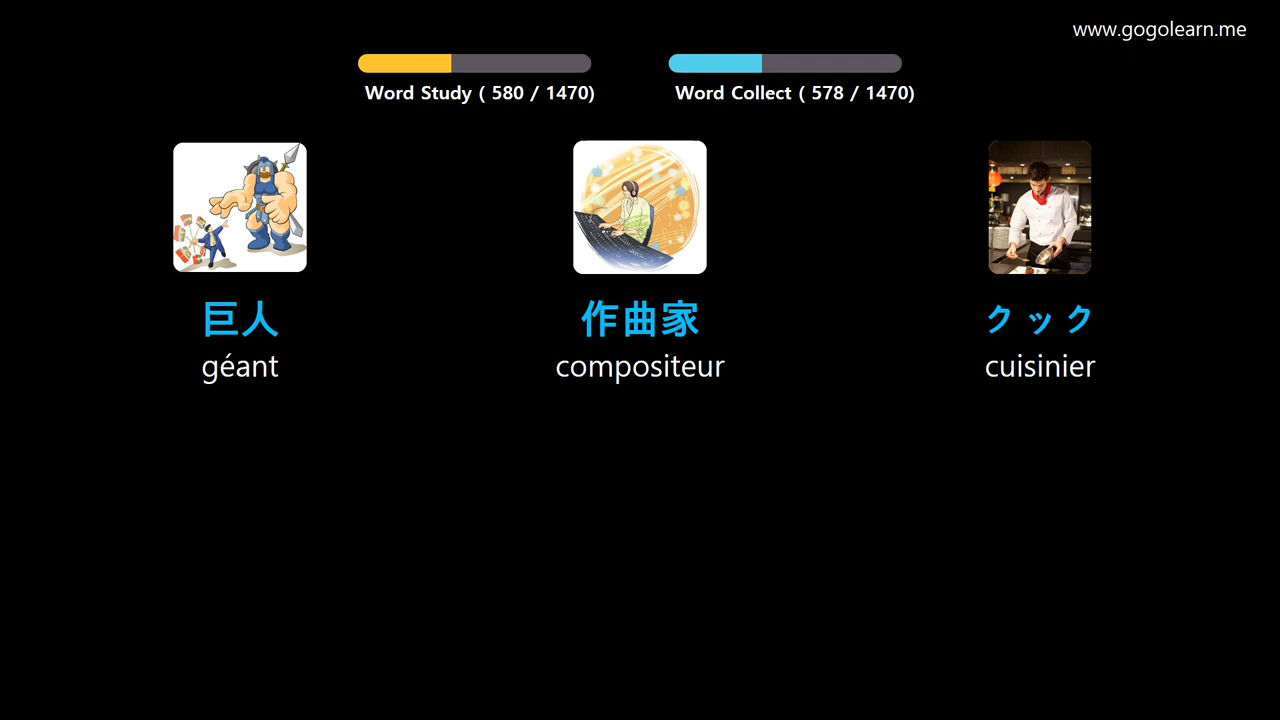 www.gogolearn.me
Word Study ( 580 / 1470)
Word Collect ( 578 / 1470)
巨人
作曲家
クック
géant
compositeur
cuisinier